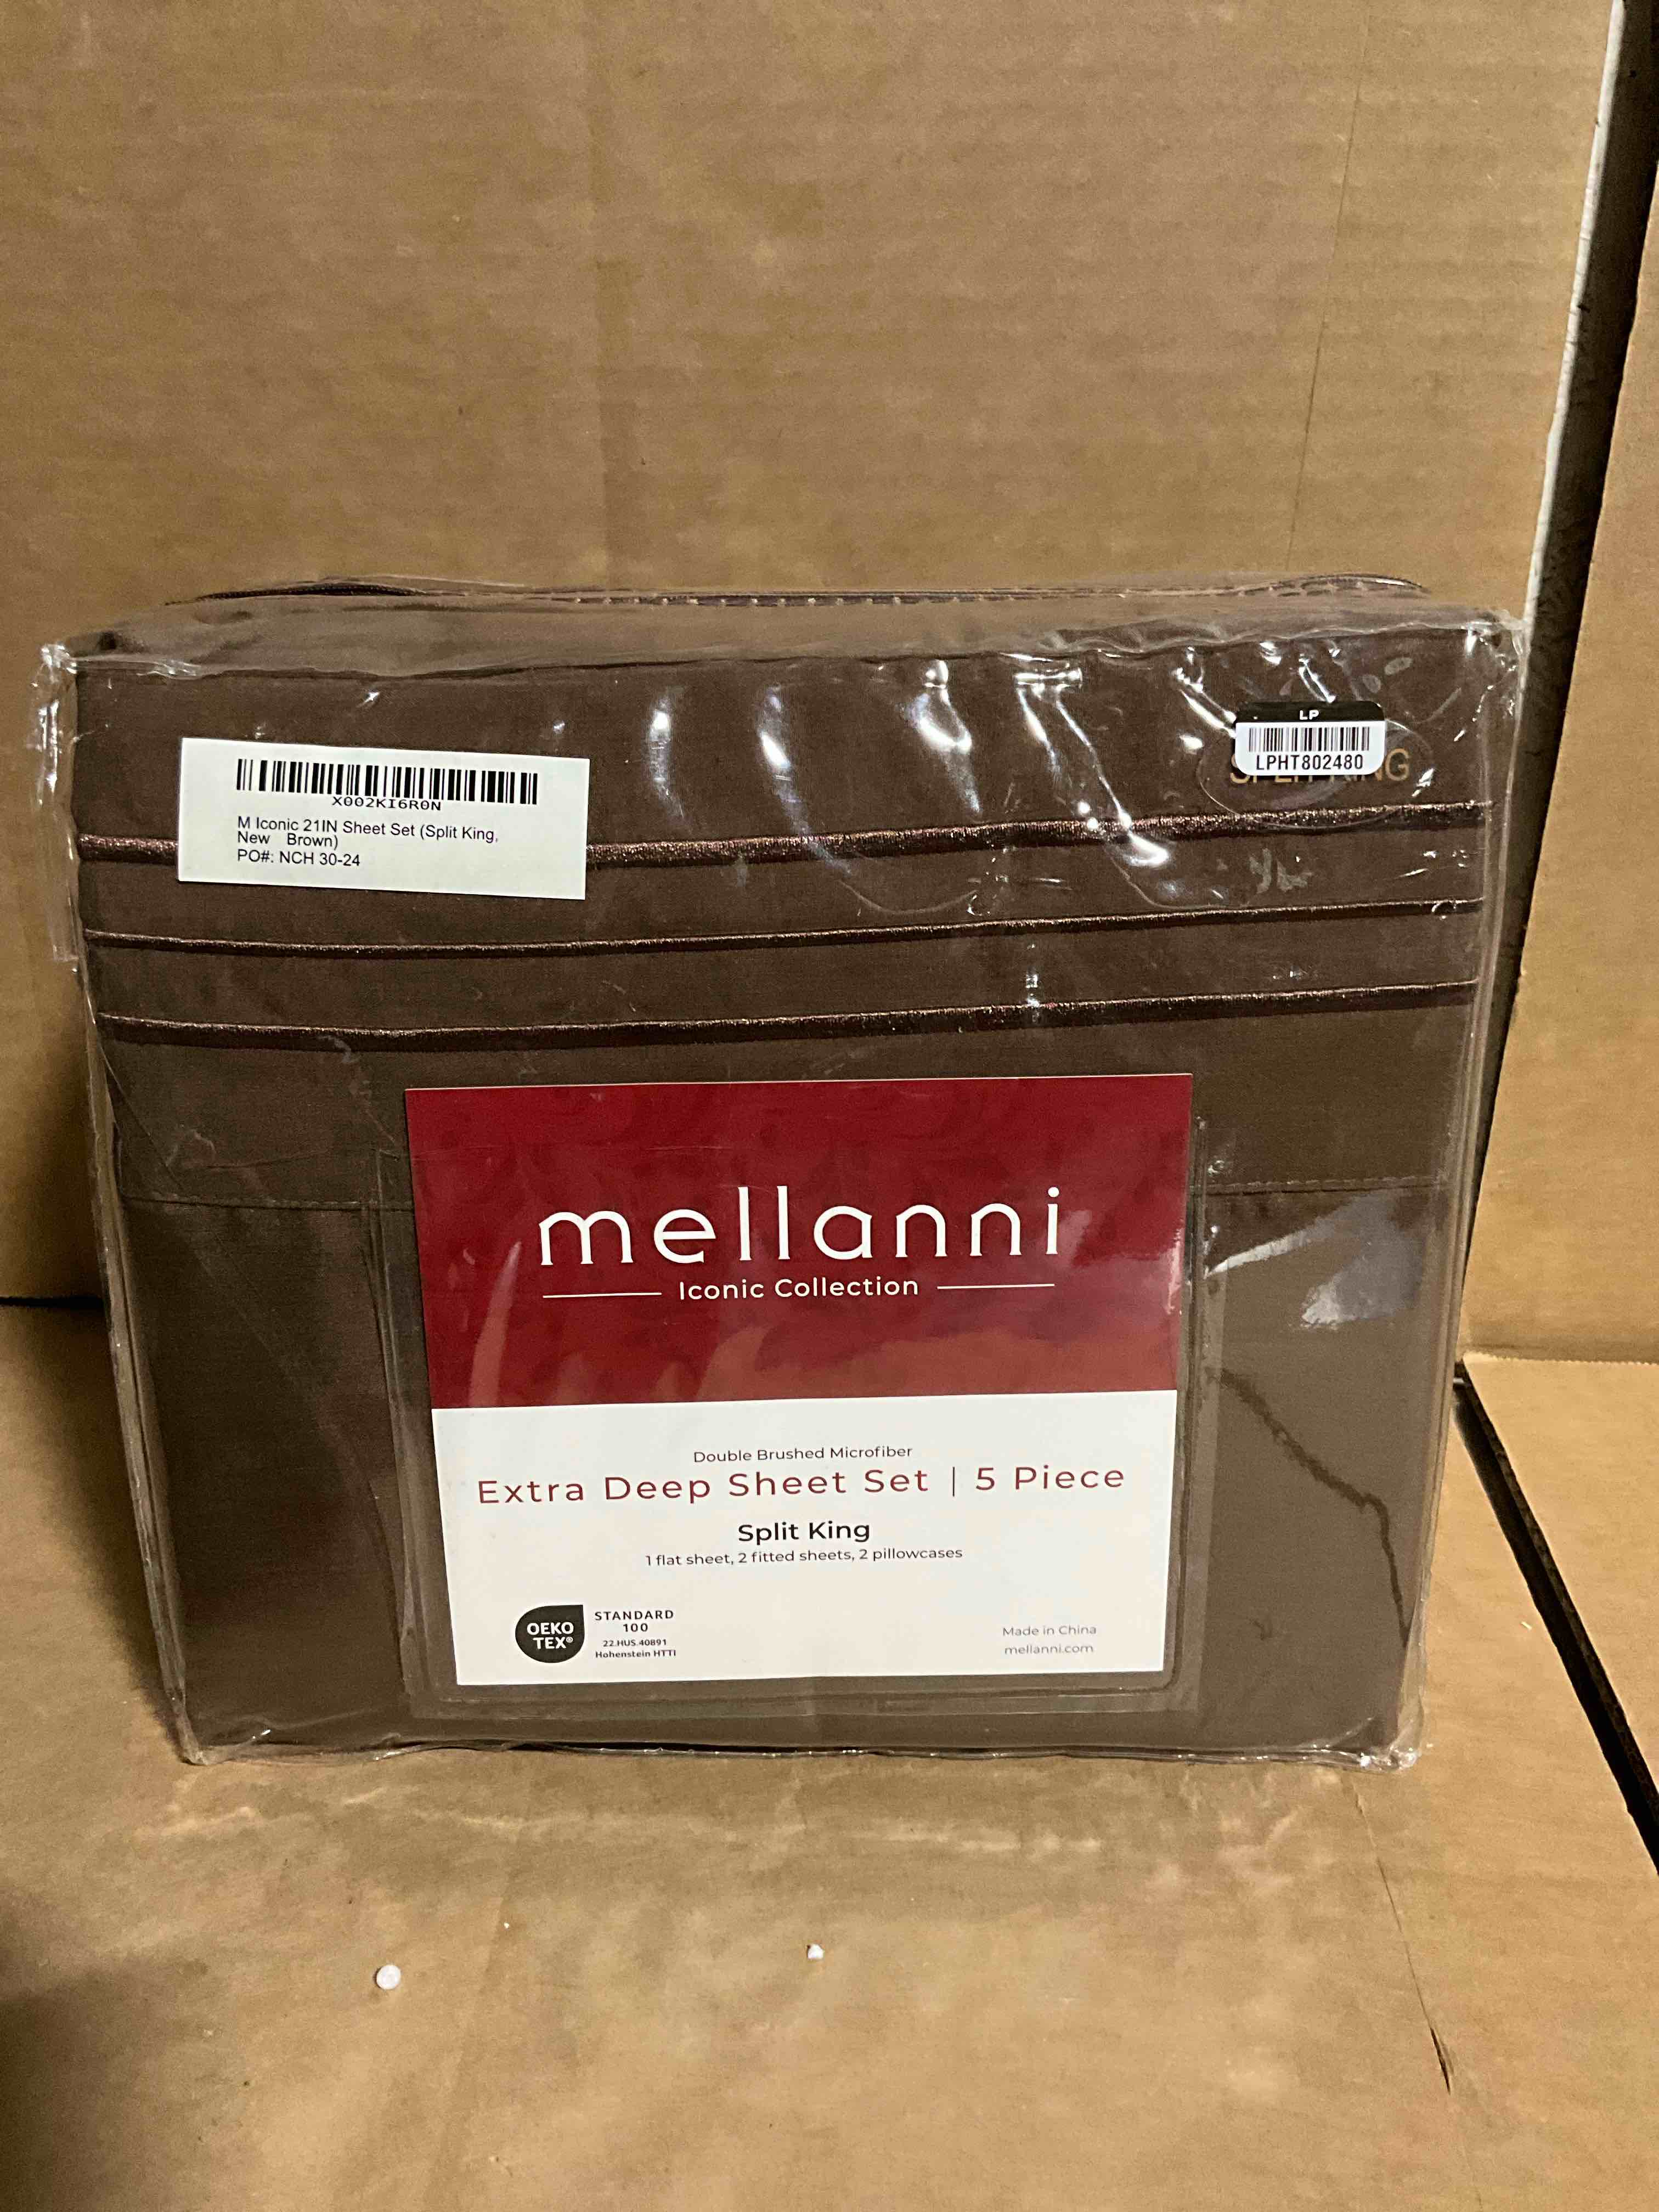 LP
LPHT802480
SPLIT KING
X002KI6R0N
M Iconic 21IN Sheet Set (Split King,
New Brown)
PO#: NCH 30-24
mellanni
Iconic Collection
Double Brushed Microfiber
Extra Deep Sheet Set | 5 Piece
Split King
1 flat sheet, 2 fitted sheets, 2 pillowcases
OEKO
TEX®
STANDARD
100
22.HUS.40891
Hohenstein HTTI
Made in China
mellanni.com